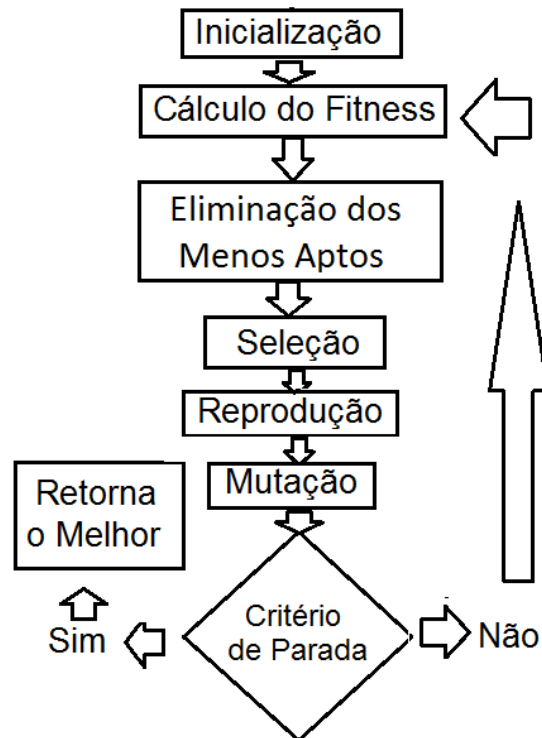 Inicialização
Cálculo do Fitness
Eliminação dos
Menos Aptos
Seleção
Reprodução
Mutação
Retorna
o Melhor
Critério
de Parada
Sim
Não